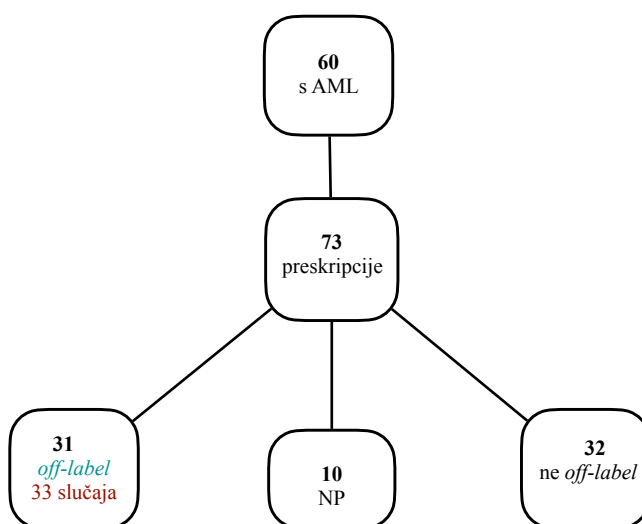 60
s AML
73
preskripcije
31
off-label
33 slučaja
10
NP
32
ne off-label